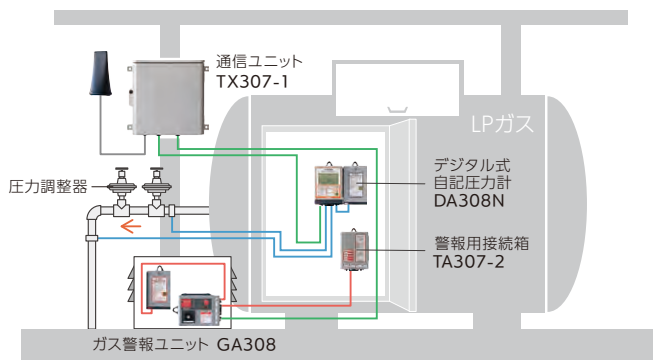 通信ユニット
TX307-1
LPガス
圧力調整器
デジタル式
自記圧力計
DA308N
警報用接続箱
TA307-2
ガス警報ユニット GA308